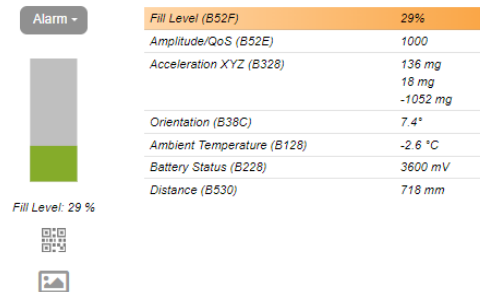 Alarm
Fill Level (B52F) 29%
Amplitude/QoS (B52E) 1000
Acceleration XYZ (B328) 136 mg
18 mg
-1052 mg
Orientation (B38C) 7.4°
Ambient Temperature (B128) -2.6 °C
Battery Status (B228) 3600 mV
Distance (B530) 718 mm
Fill Level: 29 %